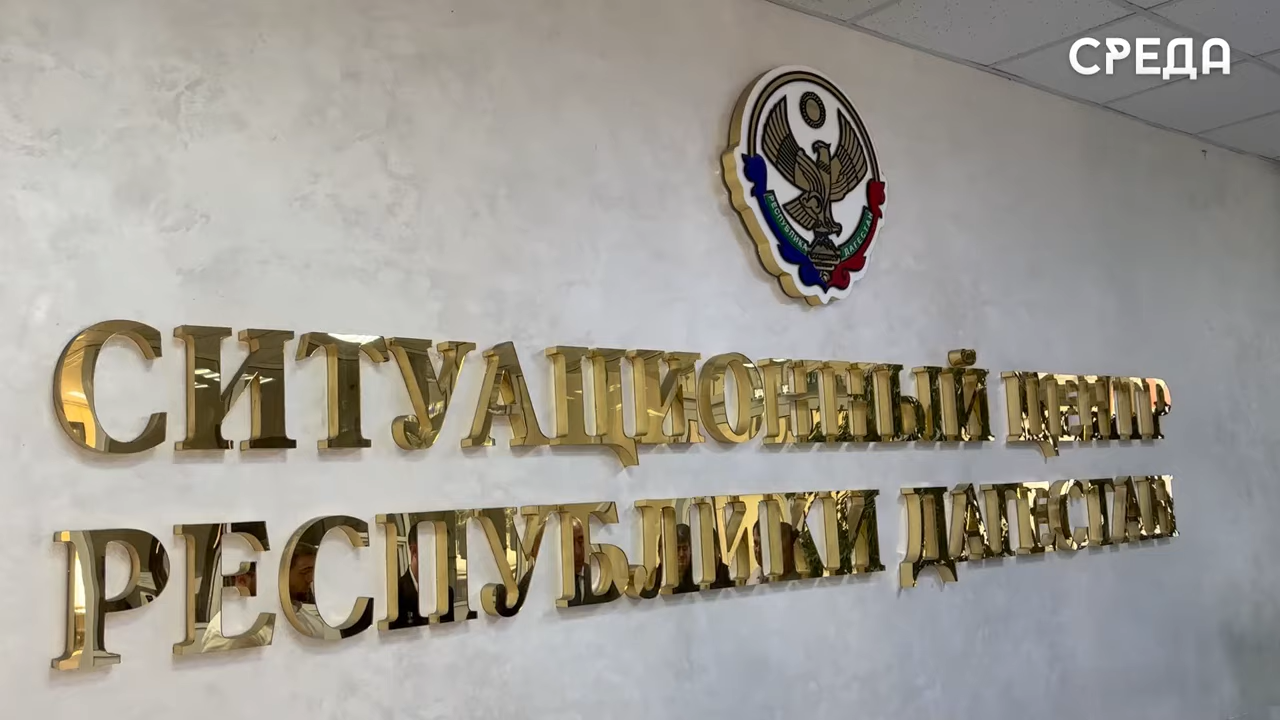 СРЕДА
РЕСПУБЛИКА ДАГЕСТАН
СИТУАЦИОННЫЙ ЦЕНТР
РЕСПУБЛИКИ ДАГЕСТАН